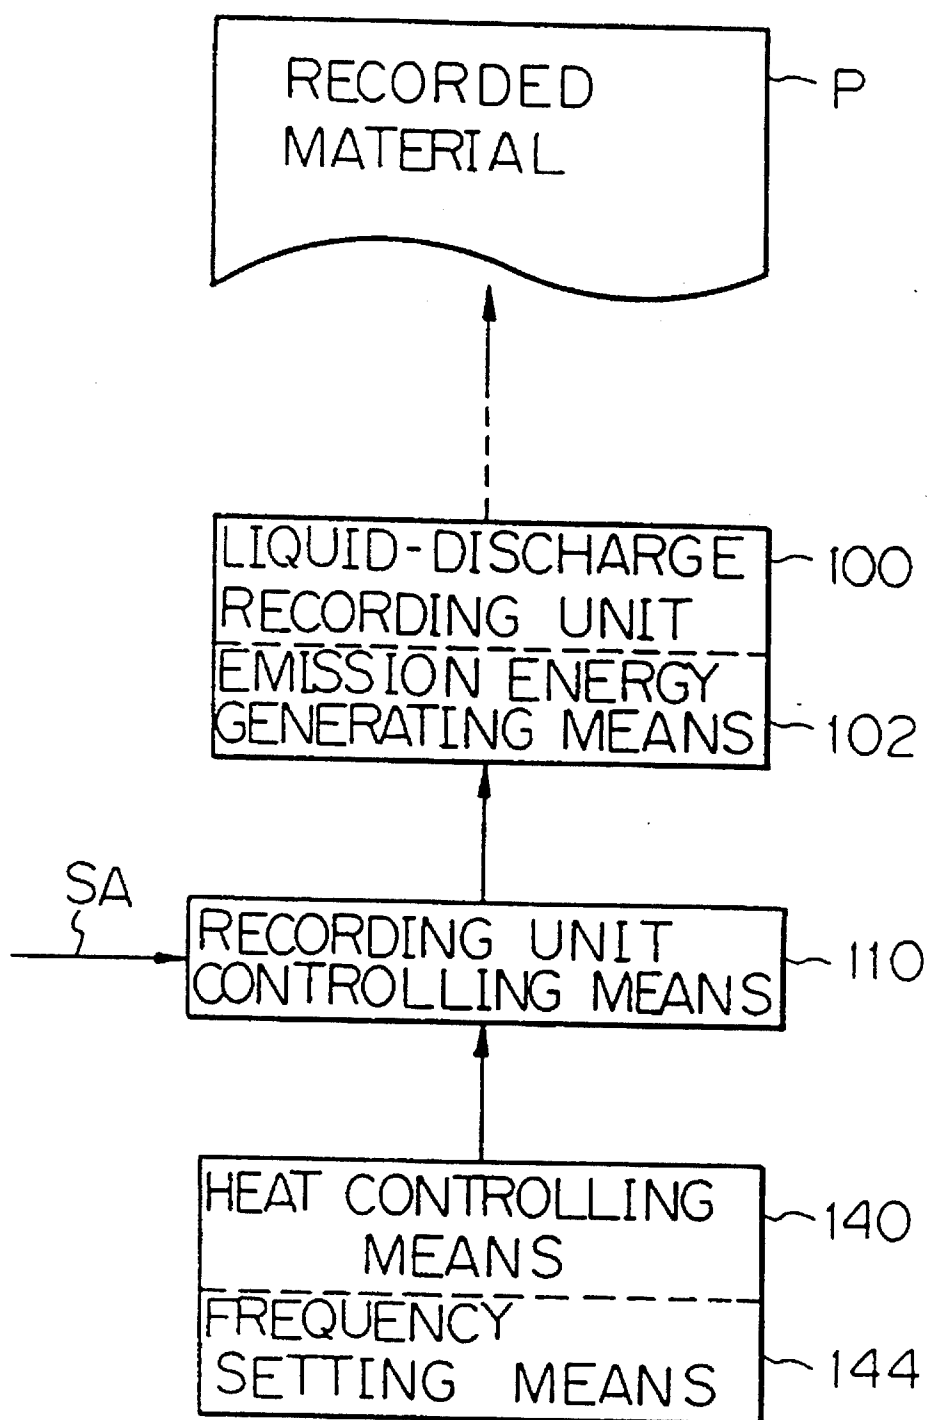 RECORDED
MATERIAL
P
LIQUID-DISCHARGE
RECORDING UNIT
100
EMISSION ENERGY
GENERATING MEANS
102
SA
RECORDING UNIT
CONTROLLING MEANS
110
HEAT CONTROLLING
MEANS
140
FREQUENCY
SETTING MEANS
144